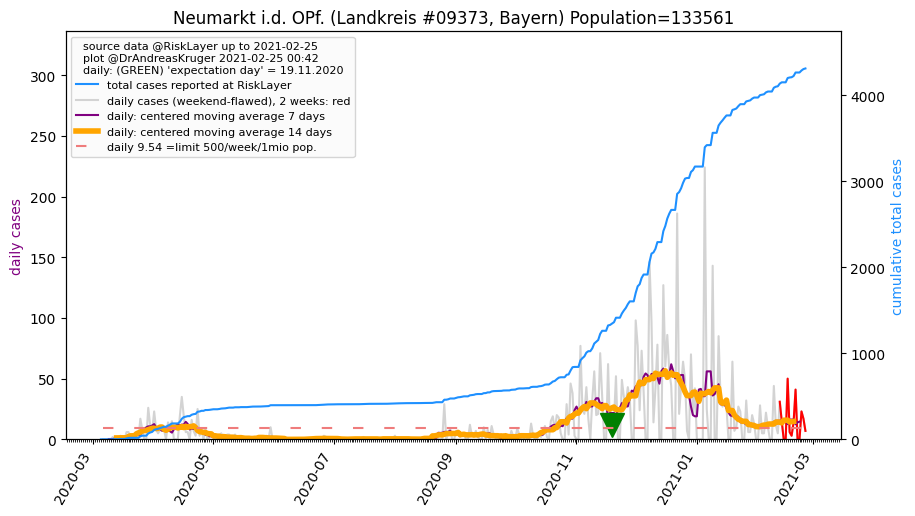 Neumarkt i.d. OPf. (Landkreis #09373, Bayern) Population=133561
source data @RiskLayer up to 2021-02-25
plot @DrAndreasKruger 2021-02-25 00:42
daily: (GREEN) 'expectation day' = 19.11.2020
total cases reported at RiskLayer
daily cases (weekend-flawed), 2 weeks: red
daily: centered moving average 7 days
daily: centered moving average 14 days
daily 9.54 =limit 500/week/1mio pop.
daily cases
300
250
200
150
100
50
0
cumulative total cases
4000
3000
2000
1000
0
2020-03
2020-05
2020-07
2020-09
2020-11
2021-01
2021-03